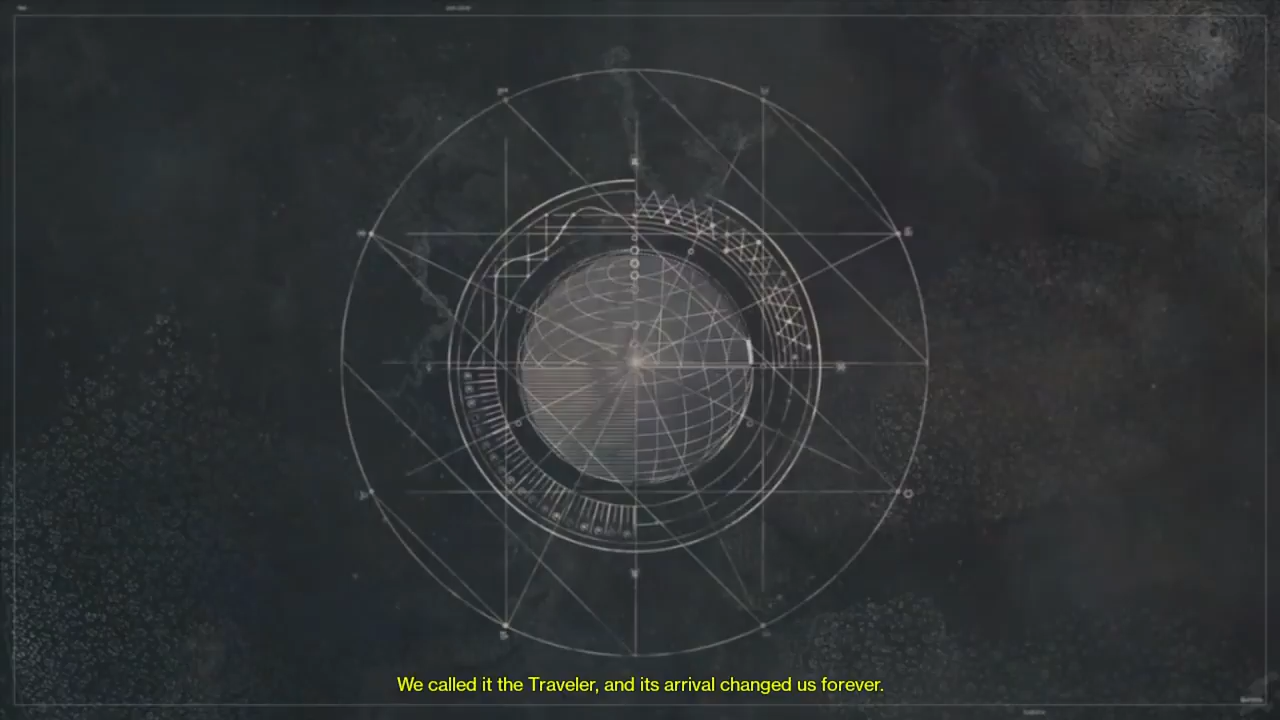 We called it the Traveler, and its arrival changed us forever.